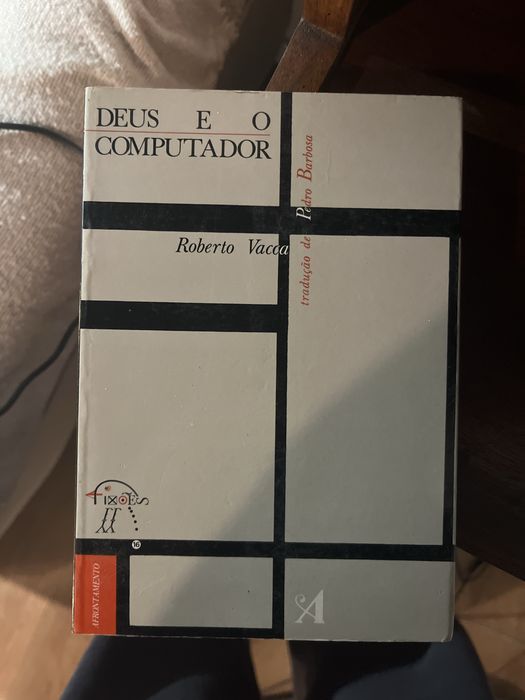 DEUS E O
COMPUTADOR
Roberto Vacca
tradução de Pedro Barbosa
fixões
16
AFRONTAMENTO
A